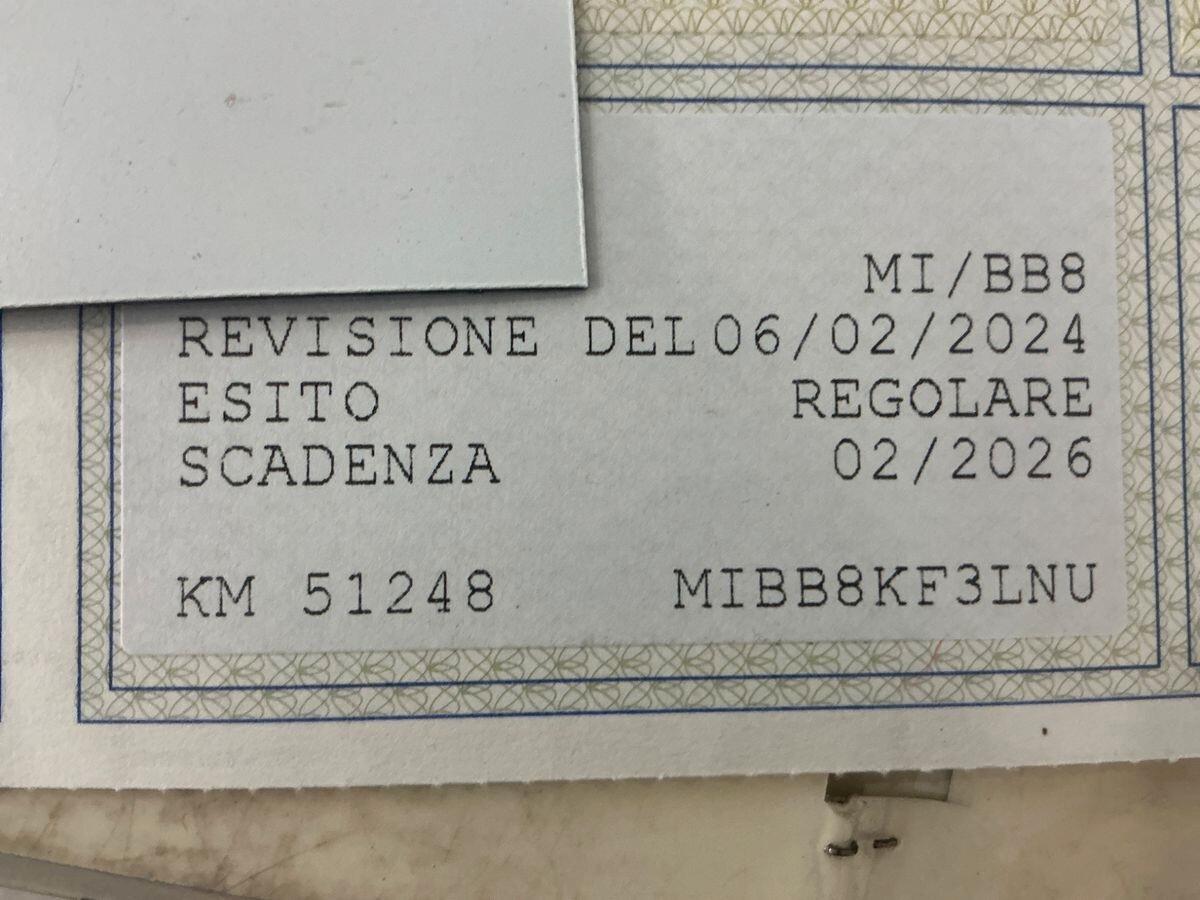 MI/BB8
REVISIONE DEL 06/02/2024
ESITO REGOLARE
SCADENZA 02/2026
KM 51248 MIBB8KF3LNU